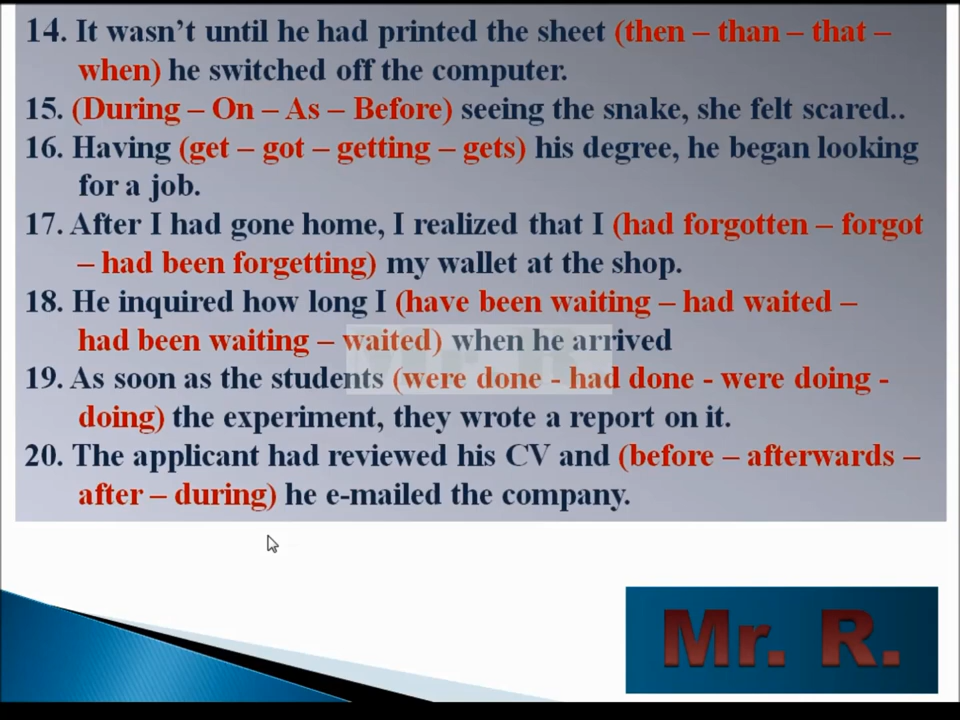 14. It wasn't until he had printed the sheet (then – than – that –
when) he switched off the computer.
15. (During – On – As – Before) seeing the snake, she felt scared..
16. Having (get – got – getting – gets) his degree, he began looking
for a job.
17. After I had gone home, I realized that I (had forgotten – forgot
– had been forgetting) my wallet at the shop.
18. He inquired how long I (have been waiting – had waited –
had been waiting – waited) when he arrived
19. As soon as the students (were done - had done - were doing -
doing) the experiment, they wrote a report on it.
20. The applicant had reviewed his CV and (before – afterwards –
after – during) he e-mailed the company.
Mr. R.